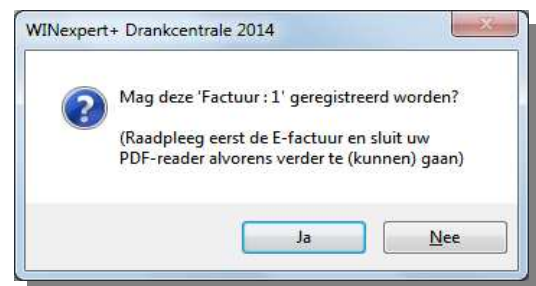 WINexpert+ Drankcentrale 2014
Mag deze 'Factuur : 1' geregistreerd worden?
(Raadpleeg eerst de E-factuur en sluit uw
PDF-reader alvorens verder te (kunnen) gaan)
Ja
Nee